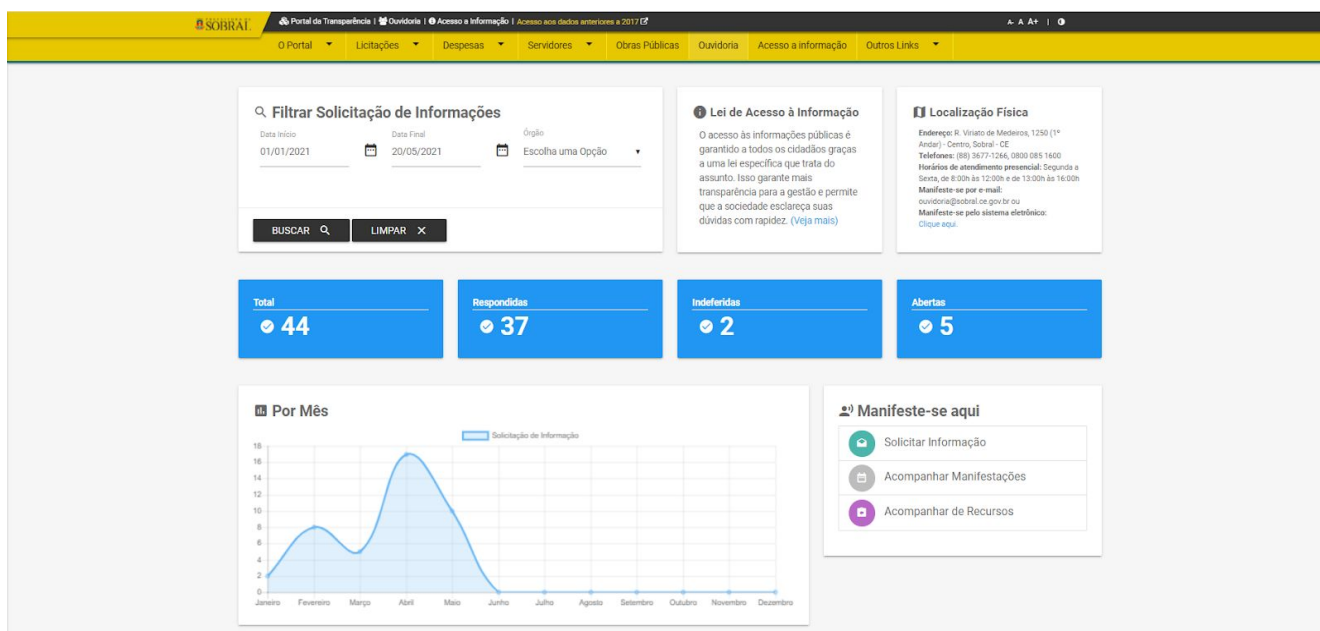 SOBRAL
Portal da Transparência | Ouvidoria | Acesso a Informação | Acesso aos dados anteriores a 2017
A- A A+ |
O Portal
Licitações
Despesas
Servidores
Obras Públicas
Ouvidoria
Acesso a informação
Outros Links
Filtrar Solicitação de Informações
Data Início
Data Final
Órgão
01/01/2021
20/05/2021
Escolha uma Opção
BUSCAR
LIMPAR
Lei de Acesso à Informação
O acesso às informações públicas é
garantido a todos os cidadãos graças
a uma lei específica que trata do
assunto. Isso garante mais
transparência para a gestão e permite
que a sociedade esclareça suas
dúvidas com rapidez. (Veja mais)
Localização Física
Endereço: R. Viriato de Medeiros, 1250 (1º
Andar) - Centro, Sobral - CE
Telefones: (88) 3677-1266, 0800 085 1600
Horários de atendimento presencial: Segunda a
Sexta, de 8:00h às 12:00h e de 13:00h às 16:00h
Manifeste-se por e-mail:
ouvidoria@sobral.ce.gov.br ou
Manifeste-se pelo sistema eletrônico:
Clique aqui.
Total
44
Respondidas
37
Indeferidas
2
Abertas
5
Por Mês
Solicitação de Informação
18
16
14
12
10
8
6
4
2
0
Janeiro Fevereiro Março Abril Maio Junho Julho Agosto Setembro Outubro Novembro Dezembro
Manifeste-se aqui
Solicitar Informação
Acompanhar Manifestações
Acompanhar de Recursos